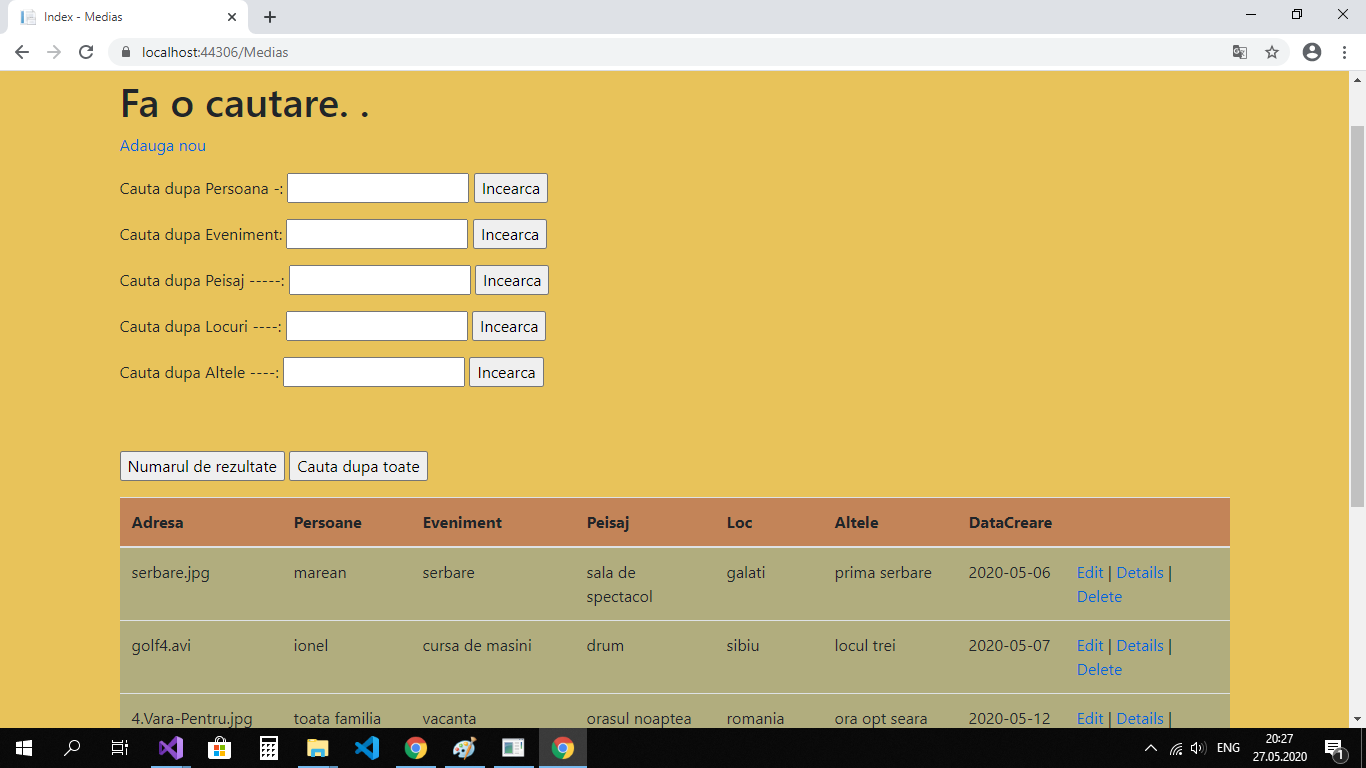 Index - Medias
localhost:44306/Medias
Fa o cautare. .
Adauga nou
Cauta dupa Persoana -: Incearca
Cauta dupa Eveniment: Incearca
Cauta dupa Peisaj -----: Incearca
Cauta dupa Locuri ----: Incearca
Cauta dupa Altele ----: Incearca
Numarul de rezultate Cauta dupa toate
Adresa Persoane Eveniment Peisaj Loc Altele DataCreare
serbare.jpg marean serbare sala de galati prima serbare 2020-05-06 Edit | Details |
spectacol Delete
golf4.avi ionel cursa de masini drum sibiu locul trei 2020-05-07 Edit | Details |
Delete
4.Vara-Pentru.jpg toata familia vacanta orasul noaptea romania ora opt seara 2020-05-12 Edit | Details |
ENG 20:27
27.05.2020
1